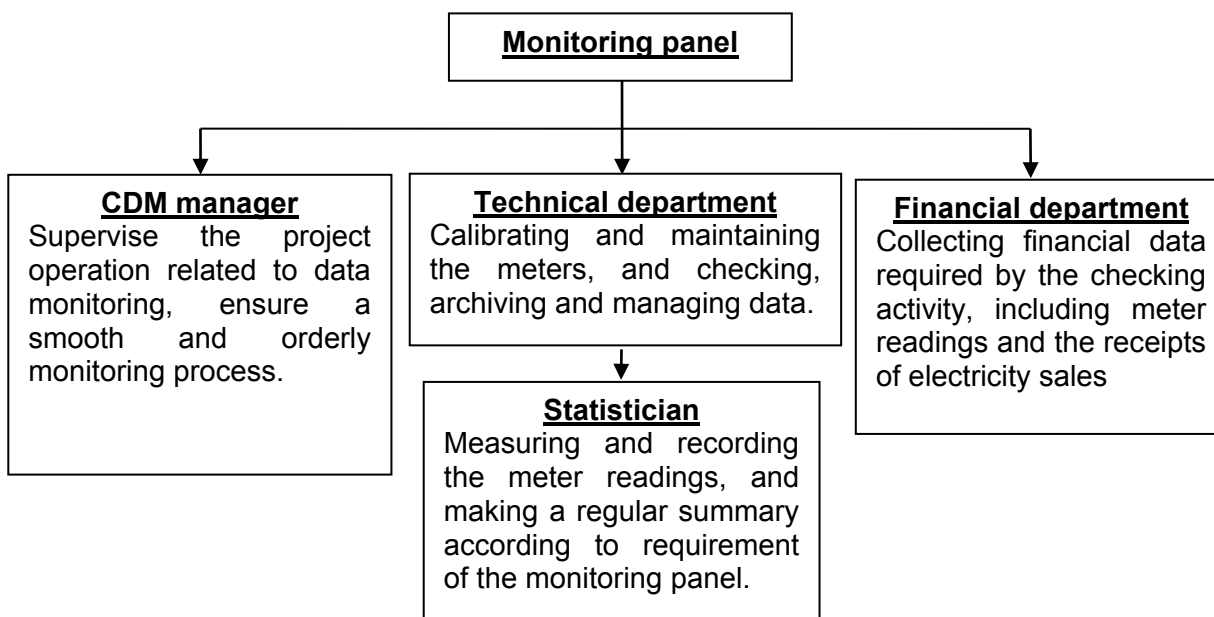 Monitoring panel
CDM manager
Supervise the project
operation related to data
monitoring, ensure a
smooth and orderly
monitoring process.
Technical department
Calibrating and maintaining
the meters, and checking,
archiving and managing data.
Statistician
Measuring and recording
the meter readings, and
making a regular summary
according to requirement
of the monitoring panel.
Financial department
Collecting financial data
required by the checking
activity, including meter
readings and the receipts
of electricity sales